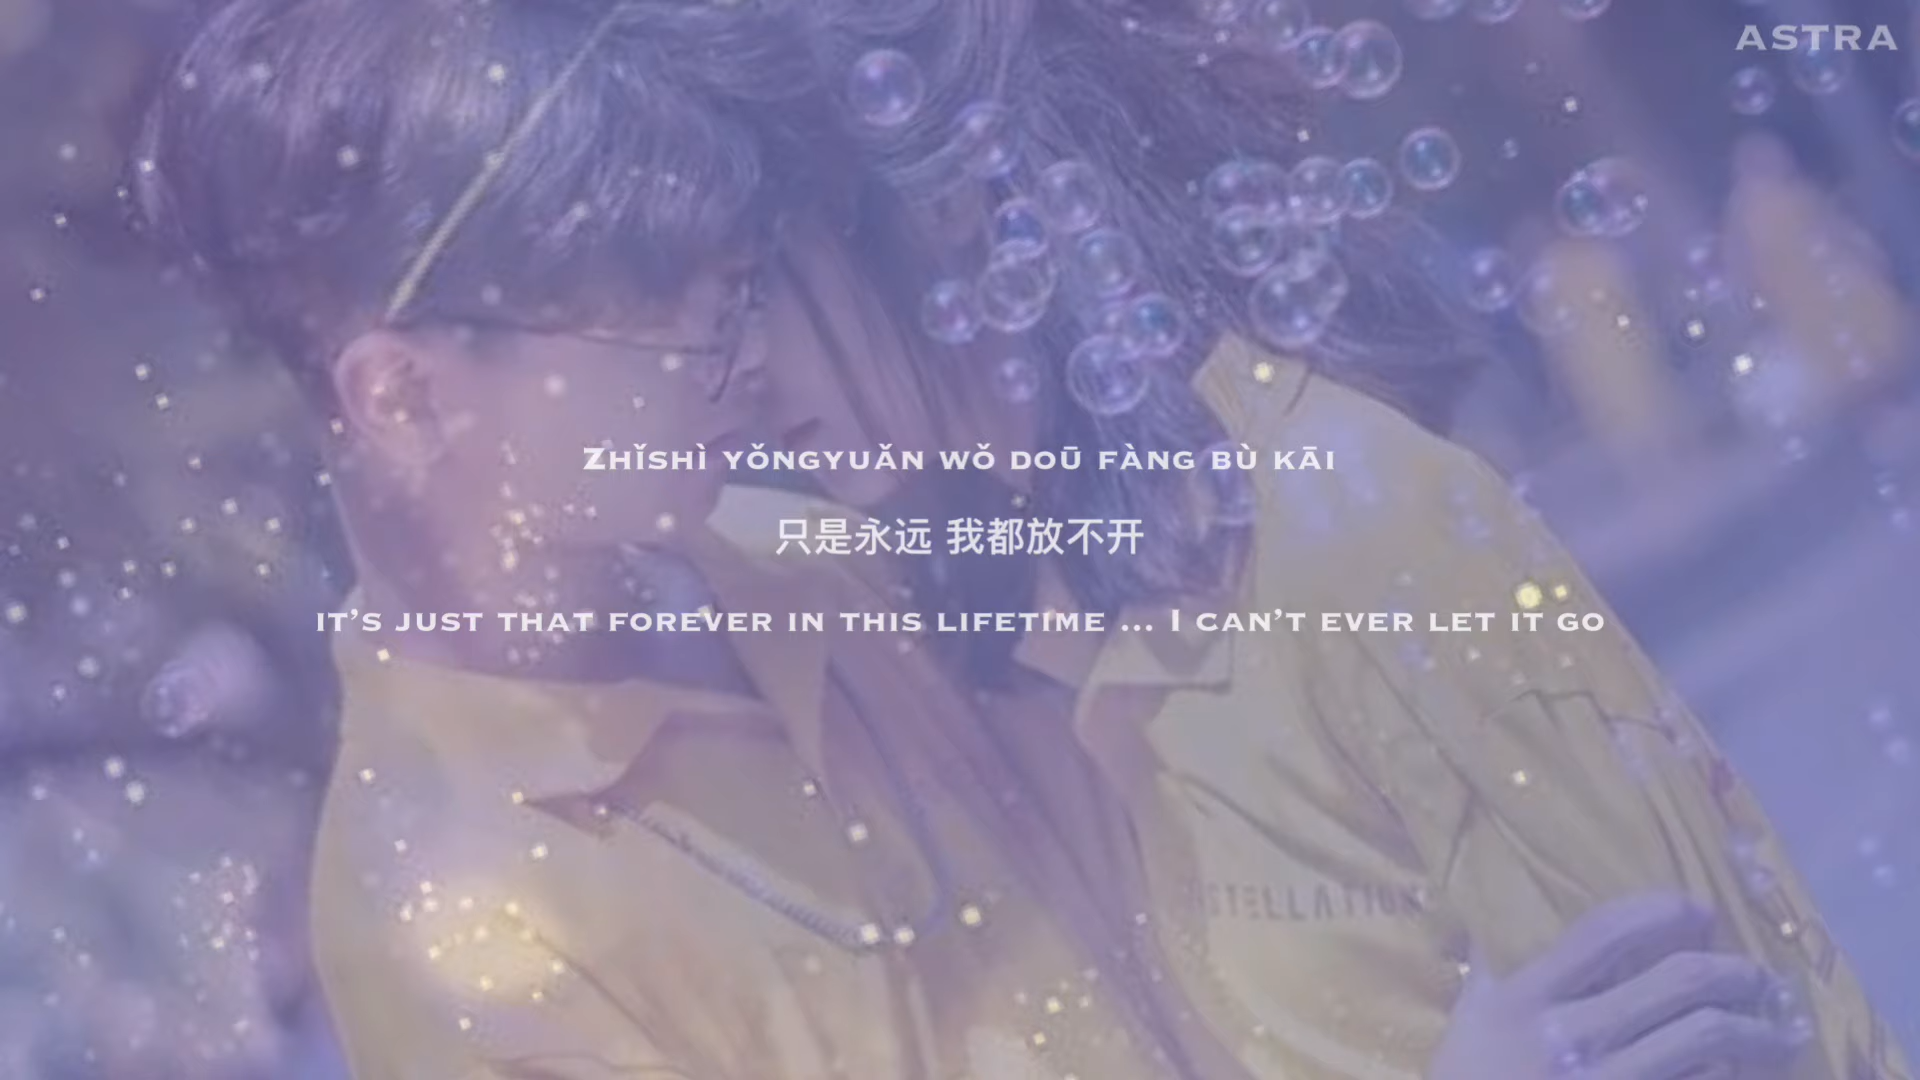 ASTRA
Zhǐshì yǒngyuǎn wǒ doū fàng bù kāi
只是永远 我都放不开
it's just that forever in this lifetime ... I can't ever let it go
STELLATION